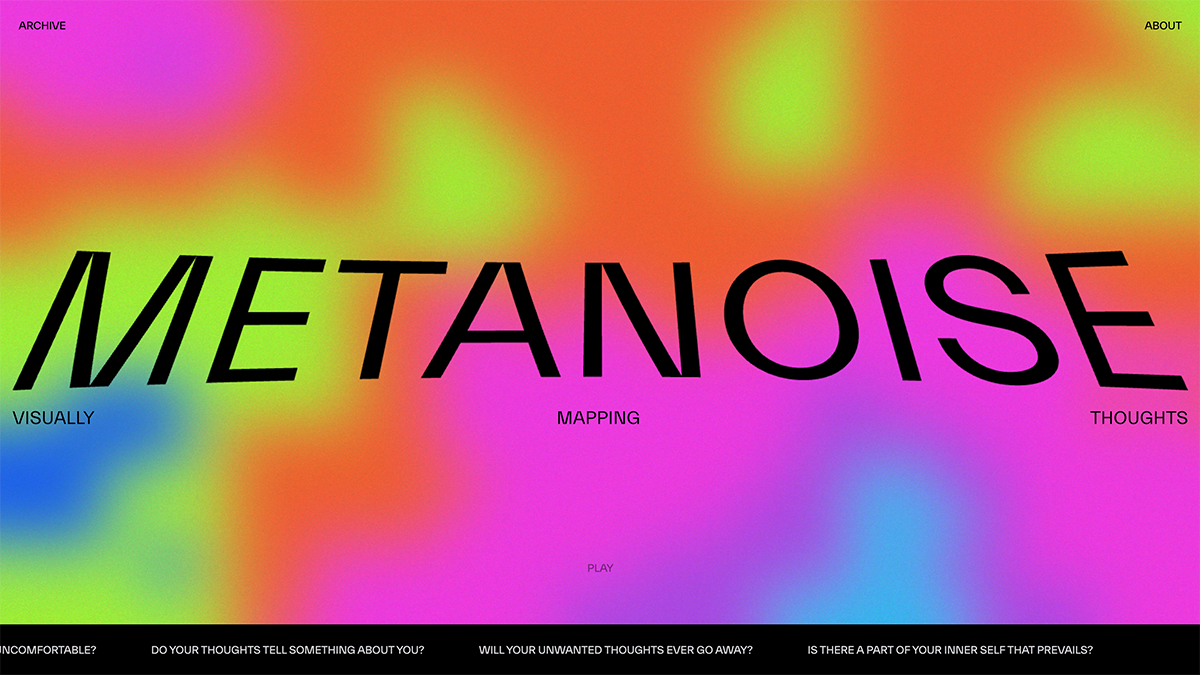 ARCHIVE
ABOUT
METANOISE
VISUALLY MAPPING THOUGHTS
PLAY
DO YOUR THOUGHTS TELL SOMETHING ABOUT YOU? WILL YOUR UNWANTED THOUGHTS EVER GO AWAY? IS THERE A PART OF YOUR INNER SELF THAT PREVAILS?